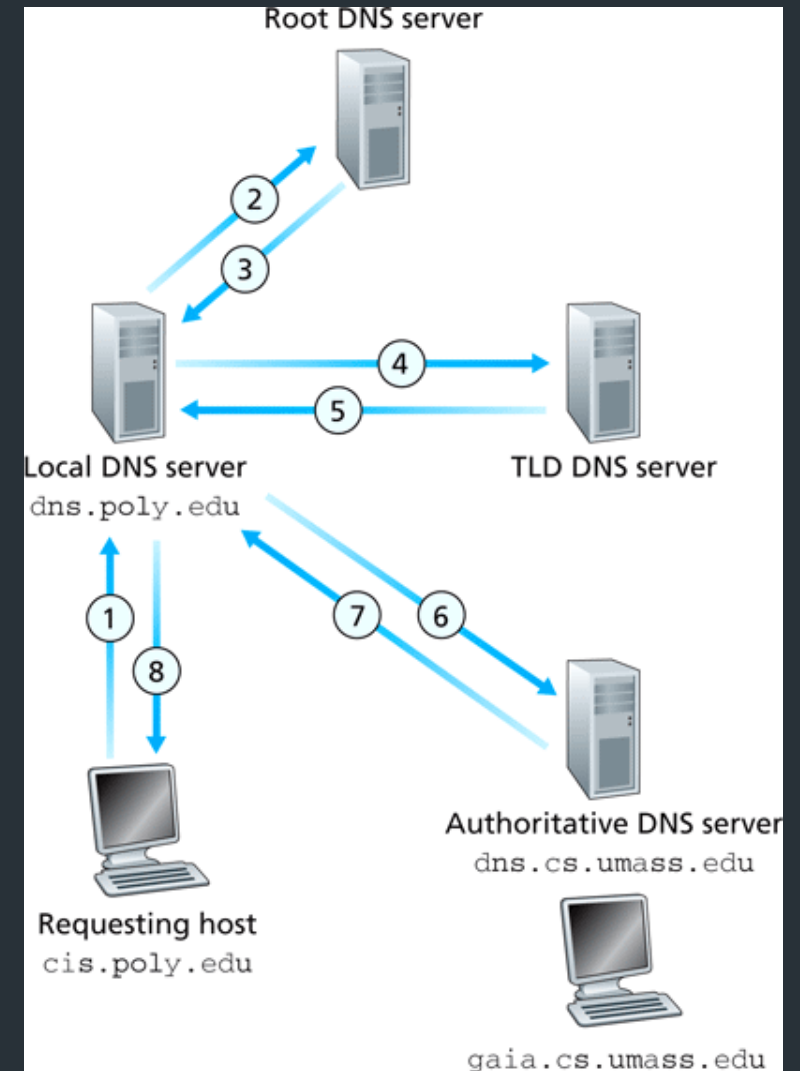 Root DNS server
2
3
4
5
Local DNS server
TLD DNS server
dns.poly.edu
1
8
7
6
Authoritative DNS server
dns.cs.umass.edu
Requesting host
cis.poly.edu
gaia.cs.umass.edu